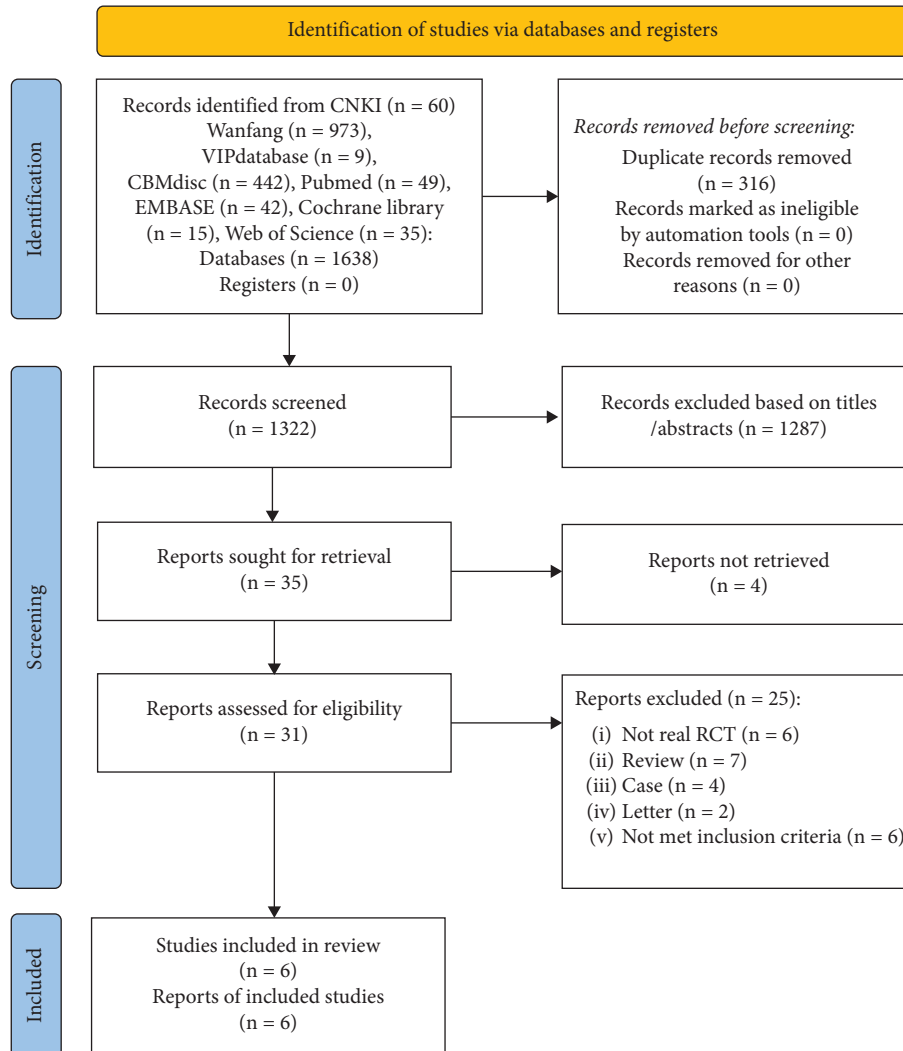 Identification of studies via databases and registers
Identification
Records identified from CNKI (n = 60)
Wanfang (n = 973),
VIPdatabase (n = 9),
CBMdisc (n = 442), Pubmed (n = 49),
EMBASE (n = 42), Cochrane library
(n = 15), Web of Science (n = 35):
Databases (n = 1638)
Registers (n = 0)
Records removed before screening:
Duplicate records removed
(n = 316)
Records marked as ineligible
by automation tools (n = 0)
Records removed for other
reasons (n = 0)
Screening
Records screened
(n = 1322)
Records excluded based on titles
/abstracts (n = 1287)
Reports sought for retrieval
(n = 35)
Reports not retrieved
(n = 4)
Reports assessed for eligibility
(n = 31)
Reports excluded (n = 25):
(i) Not real RCT (n = 6)
(ii) Review (n = 7)
(iii) Case (n = 4)
(iv) Letter (n = 2)
(v) Not met inclusion criteria (n = 6)
Included
Studies included in review
(n = 6)
Reports of included studies
(n = 6)